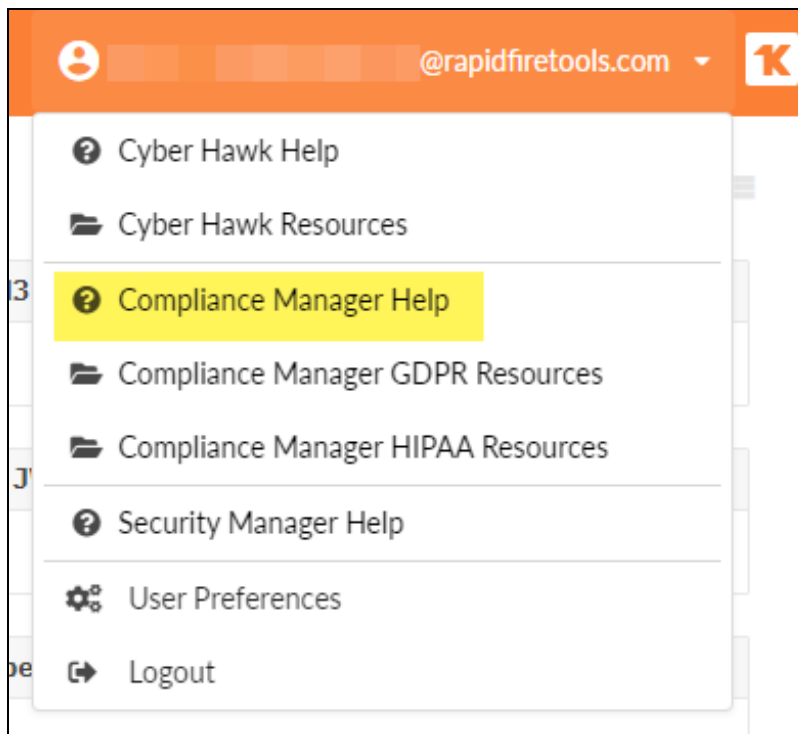 @rapidfiretools.com
Cyber Hawk Help
Cyber Hawk Resources
Compliance Manager Help
Compliance Manager GDPR Resources
Compliance Manager HIPAA Resources
Security Manager Help
User Preferences
Logout